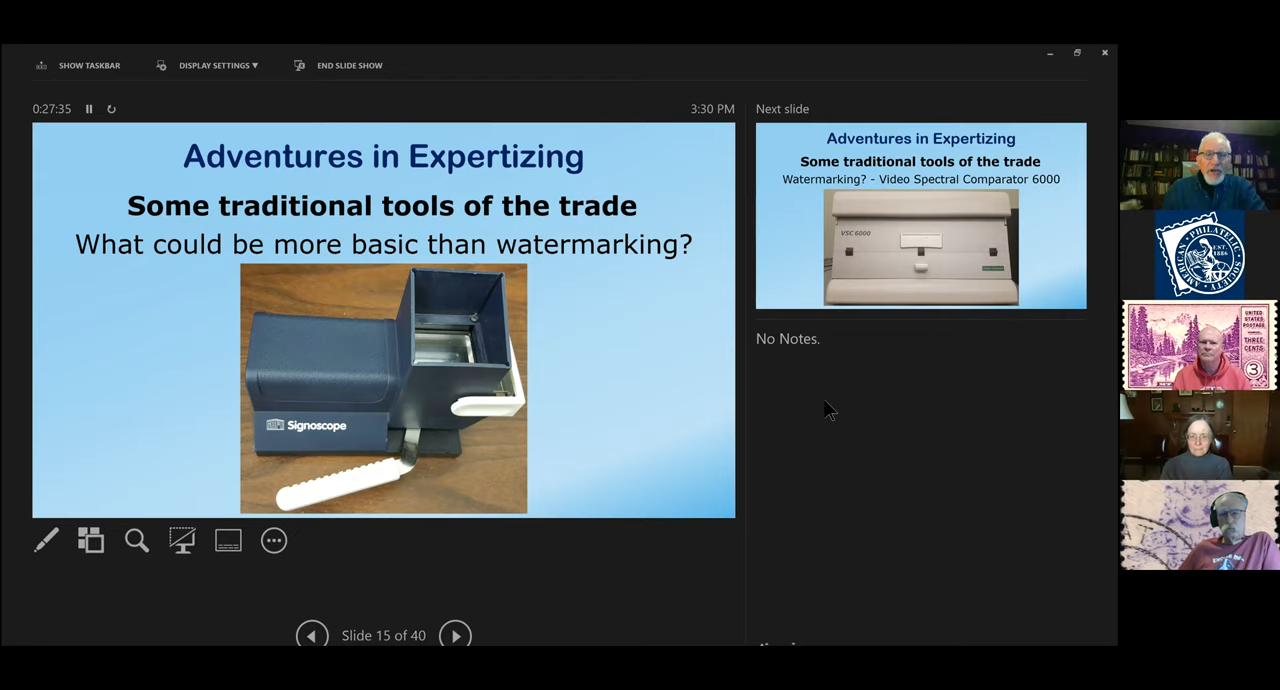 SHOW TASKBAR
DISPLAY SETTINGS ▼
END SLIDE SHOW
0:27:35
3:30 PM
Adventures in Expertizing
Some traditional tools of the trade
What could be more basic than watermarking?
Signoscope
Slide 15 of 40
Next slide
Adventures in Expertizing
Some traditional tools of the trade
Watermarking? - Video Spectral Comparator 6000
VSC 6000
No Notes.
AMERICAN PHILATELIC SOCIETY
EST.
1886
UNITED
STATES
POSTAGE
THREE
CENTS
3